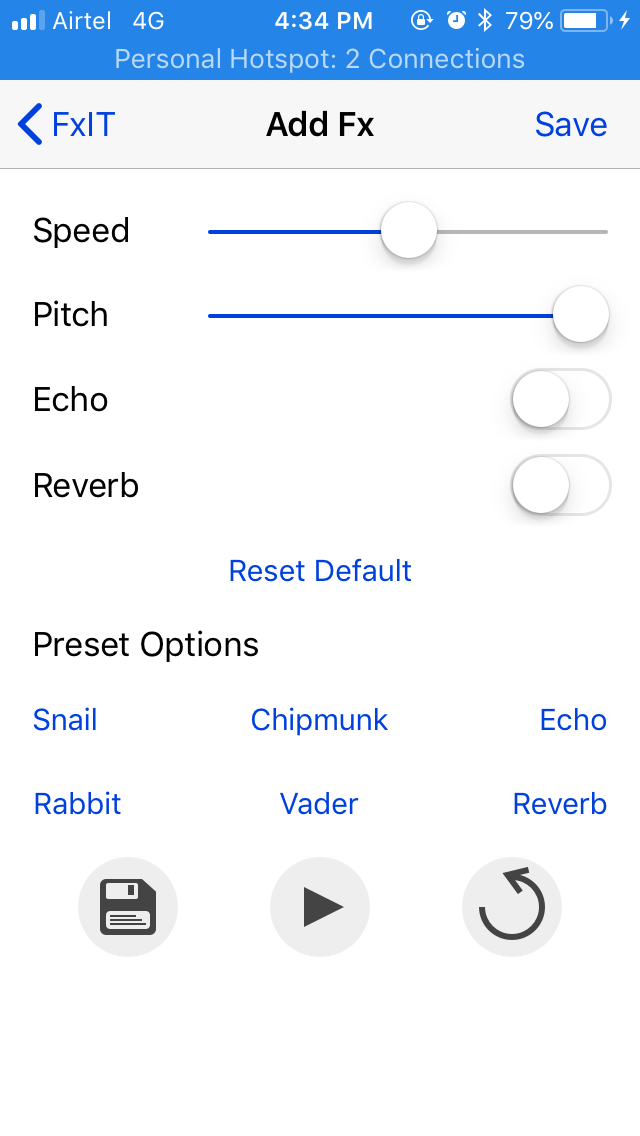 Airtel 4G 4:34 PM 79%
Personal Hotspot: 2 Connections
FxIT Add Fx Save
Speed
Pitch
Echo
Reverb
Reset Default
Preset Options
Snail Chipmunk Echo
Rabbit Vader Reverb